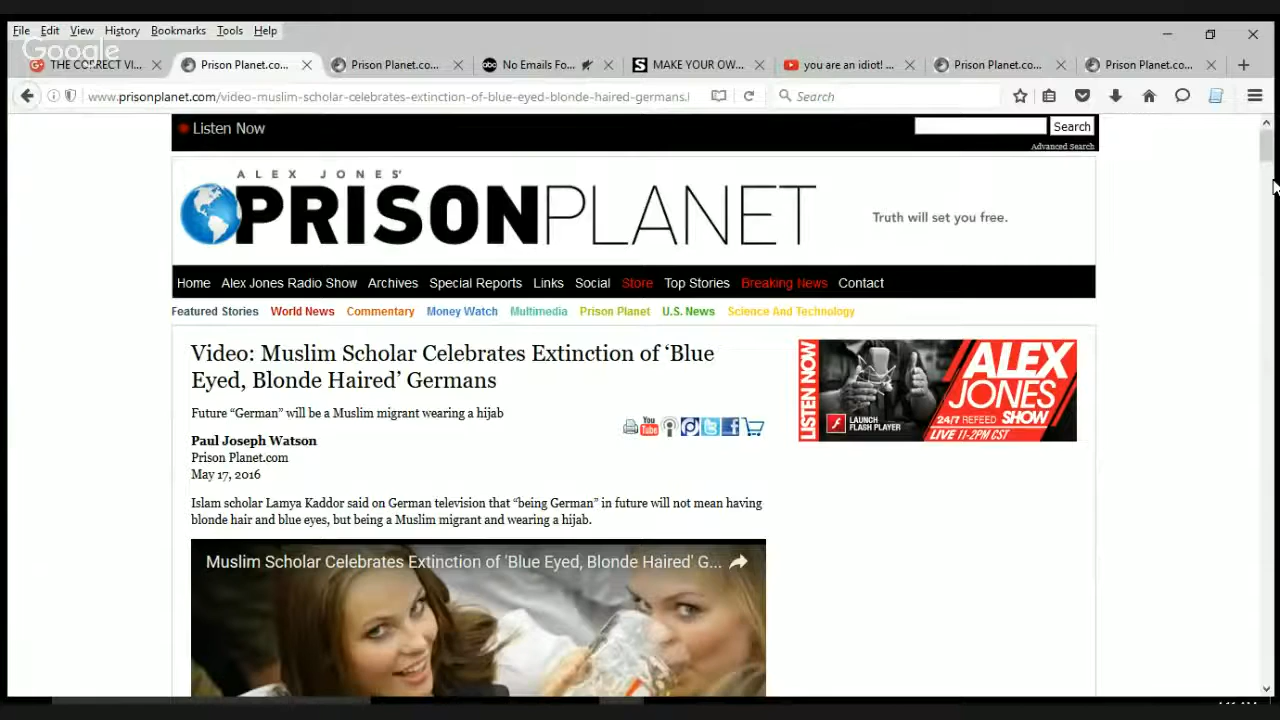 File Edit View History Bookmarks Tools Help
Google
THE CORRECT VI... Prison Planet.co... Prison Planet.co... No Emails Fo... MAKE YOUR OW... you are an idiot! ... Prison Planet.co... Prison Planet.co...
www.prisonplanet.com/video-muslim-scholar-celebrates-extinction-of-blue-eyed-blonde-haired-germans.l Search
Listen Now Search
Advanced Search
ALEX JONES'
PRISONPLANET Truth will set you free.
Home Alex Jones Radio Show Archives Special Reports Links Social Store Top Stories Breaking News Contact
Featured Stories World News Commentary Money Watch Multimedia Prison Planet U.S. News Science And Technology
Video: Muslim Scholar Celebrates Extinction of ‘Blue
Eyed, Blonde Haired’ Germans
Future “German” will be a Muslim migrant wearing a hijab
You Tube
Paul Joseph Watson
Prison Planet.com
May 17, 2016
Islam scholar Lamya Kaddor said on German television that “being German” in future will not mean having
blonde hair and blue eyes, but being a Muslim migrant and wearing a hijab.
Muslim Scholar Celebrates Extinction of 'Blue Eyed, Blonde Haired' G...
LISTEN NOW
ALEX
JONES
LAUNCH
FLASH PLAYER
24/7 REFEED SHOW
LIVE 11-2PM CST